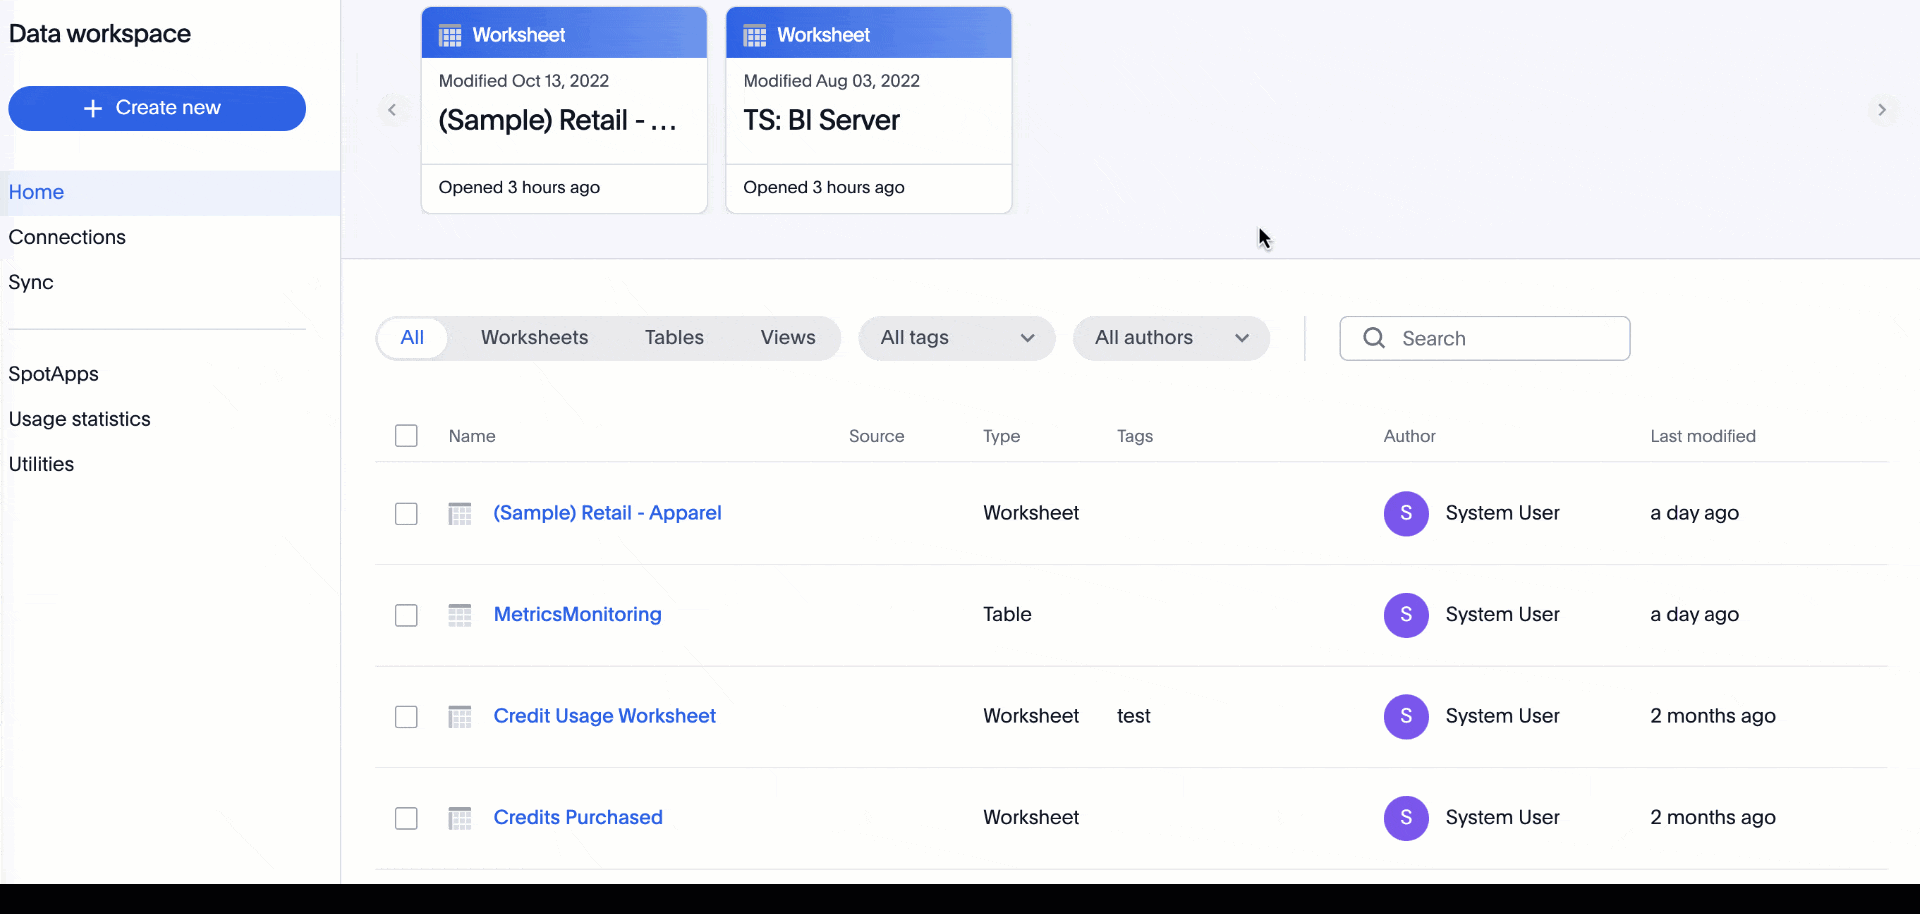 Data workspace
+ Create new
Home
Connections
Sync
SpotApps
Usage statistics
Utilities
Worksheet
Modified Oct 13, 2022
(Sample) Retail - ...
Opened 3 hours ago
Worksheet
Modified Aug 03, 2022
TS: BI Server
Opened 3 hours ago
All Worksheets Tables Views All tags All authors Search
Name Source Type Tags Author Last modified
(Sample) Retail - Apparel Worksheet S System User a day ago
MetricsMonitoring Table S System User a day ago
Credit Usage Worksheet Worksheet test S System User 2 months ago
Credits Purchased Worksheet S System User 2 months ago